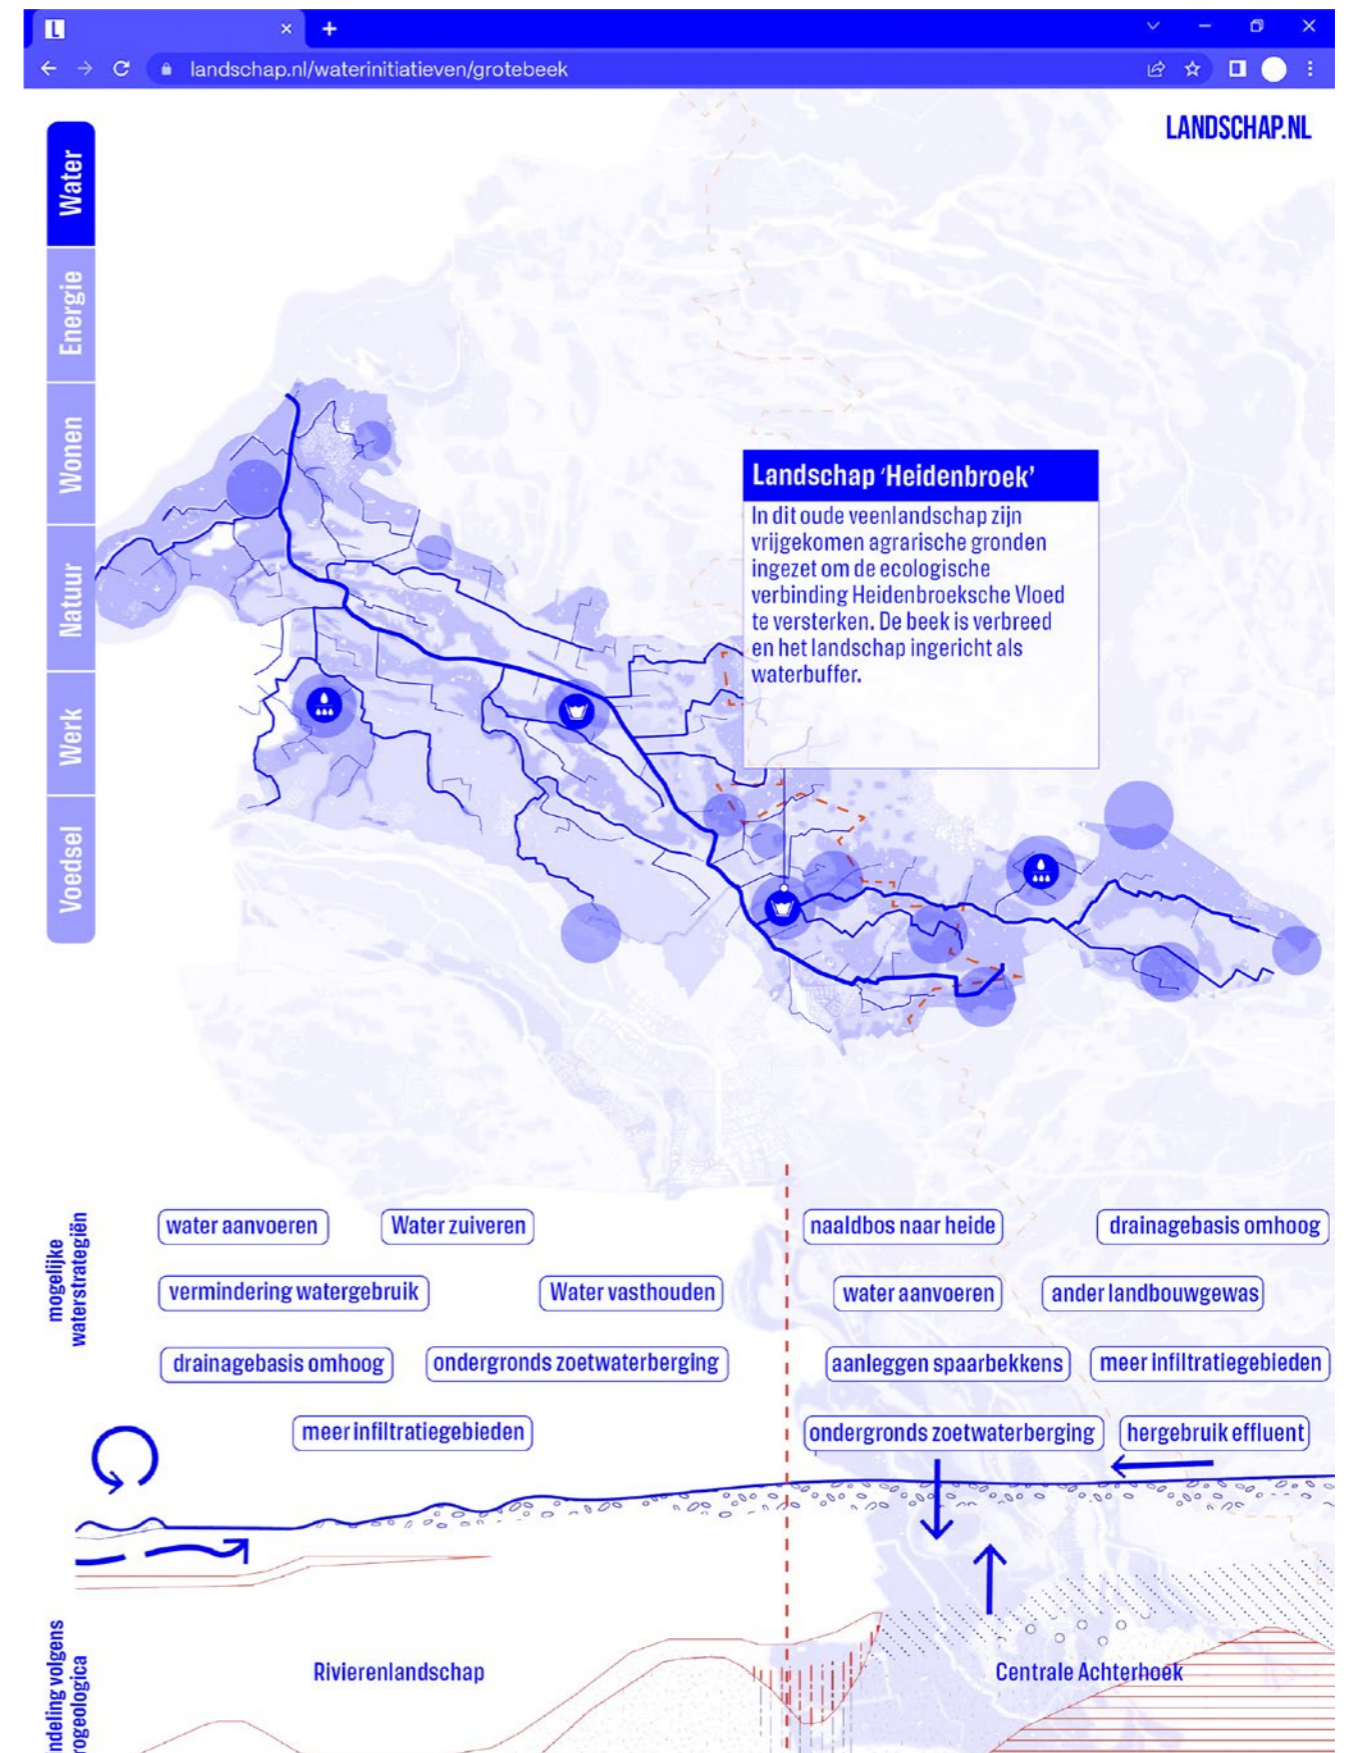 L
landschap.nl/waterinitiatieven/grotebeek
LANDSCHAP.NL
Water
Energie
Wonen
Natuur
Werk
Voedsel
Landschap ‘Heidenbroek’
In dit oude veenlandschap zijn
vrijgekomen agrarische gronden
ingezet om de ecologische
verbinding Heidenbroeksche Vloed
te versterken. De beek is verbreed
en het landschap ingericht als
waterbuffer.
mogelijke
waterstrategiën
water aanvoeren
Water zuiveren
naaldbos naar heide
drainagebasis omhoog
vermindering watergebruik
Water vasthouden
water aanvoeren
ander landbouwgewas
drainagebasis omhoog
ondergronds zoetwaterberging
aanleggen spaarbekkens
meer infiltratiegebieden
meer infiltratiegebieden
ondergronds zoetwaterberging
hergebruik effluent
ndeling volgens
rogeologica
Rivierenlandschap
Centrale Achterhoek